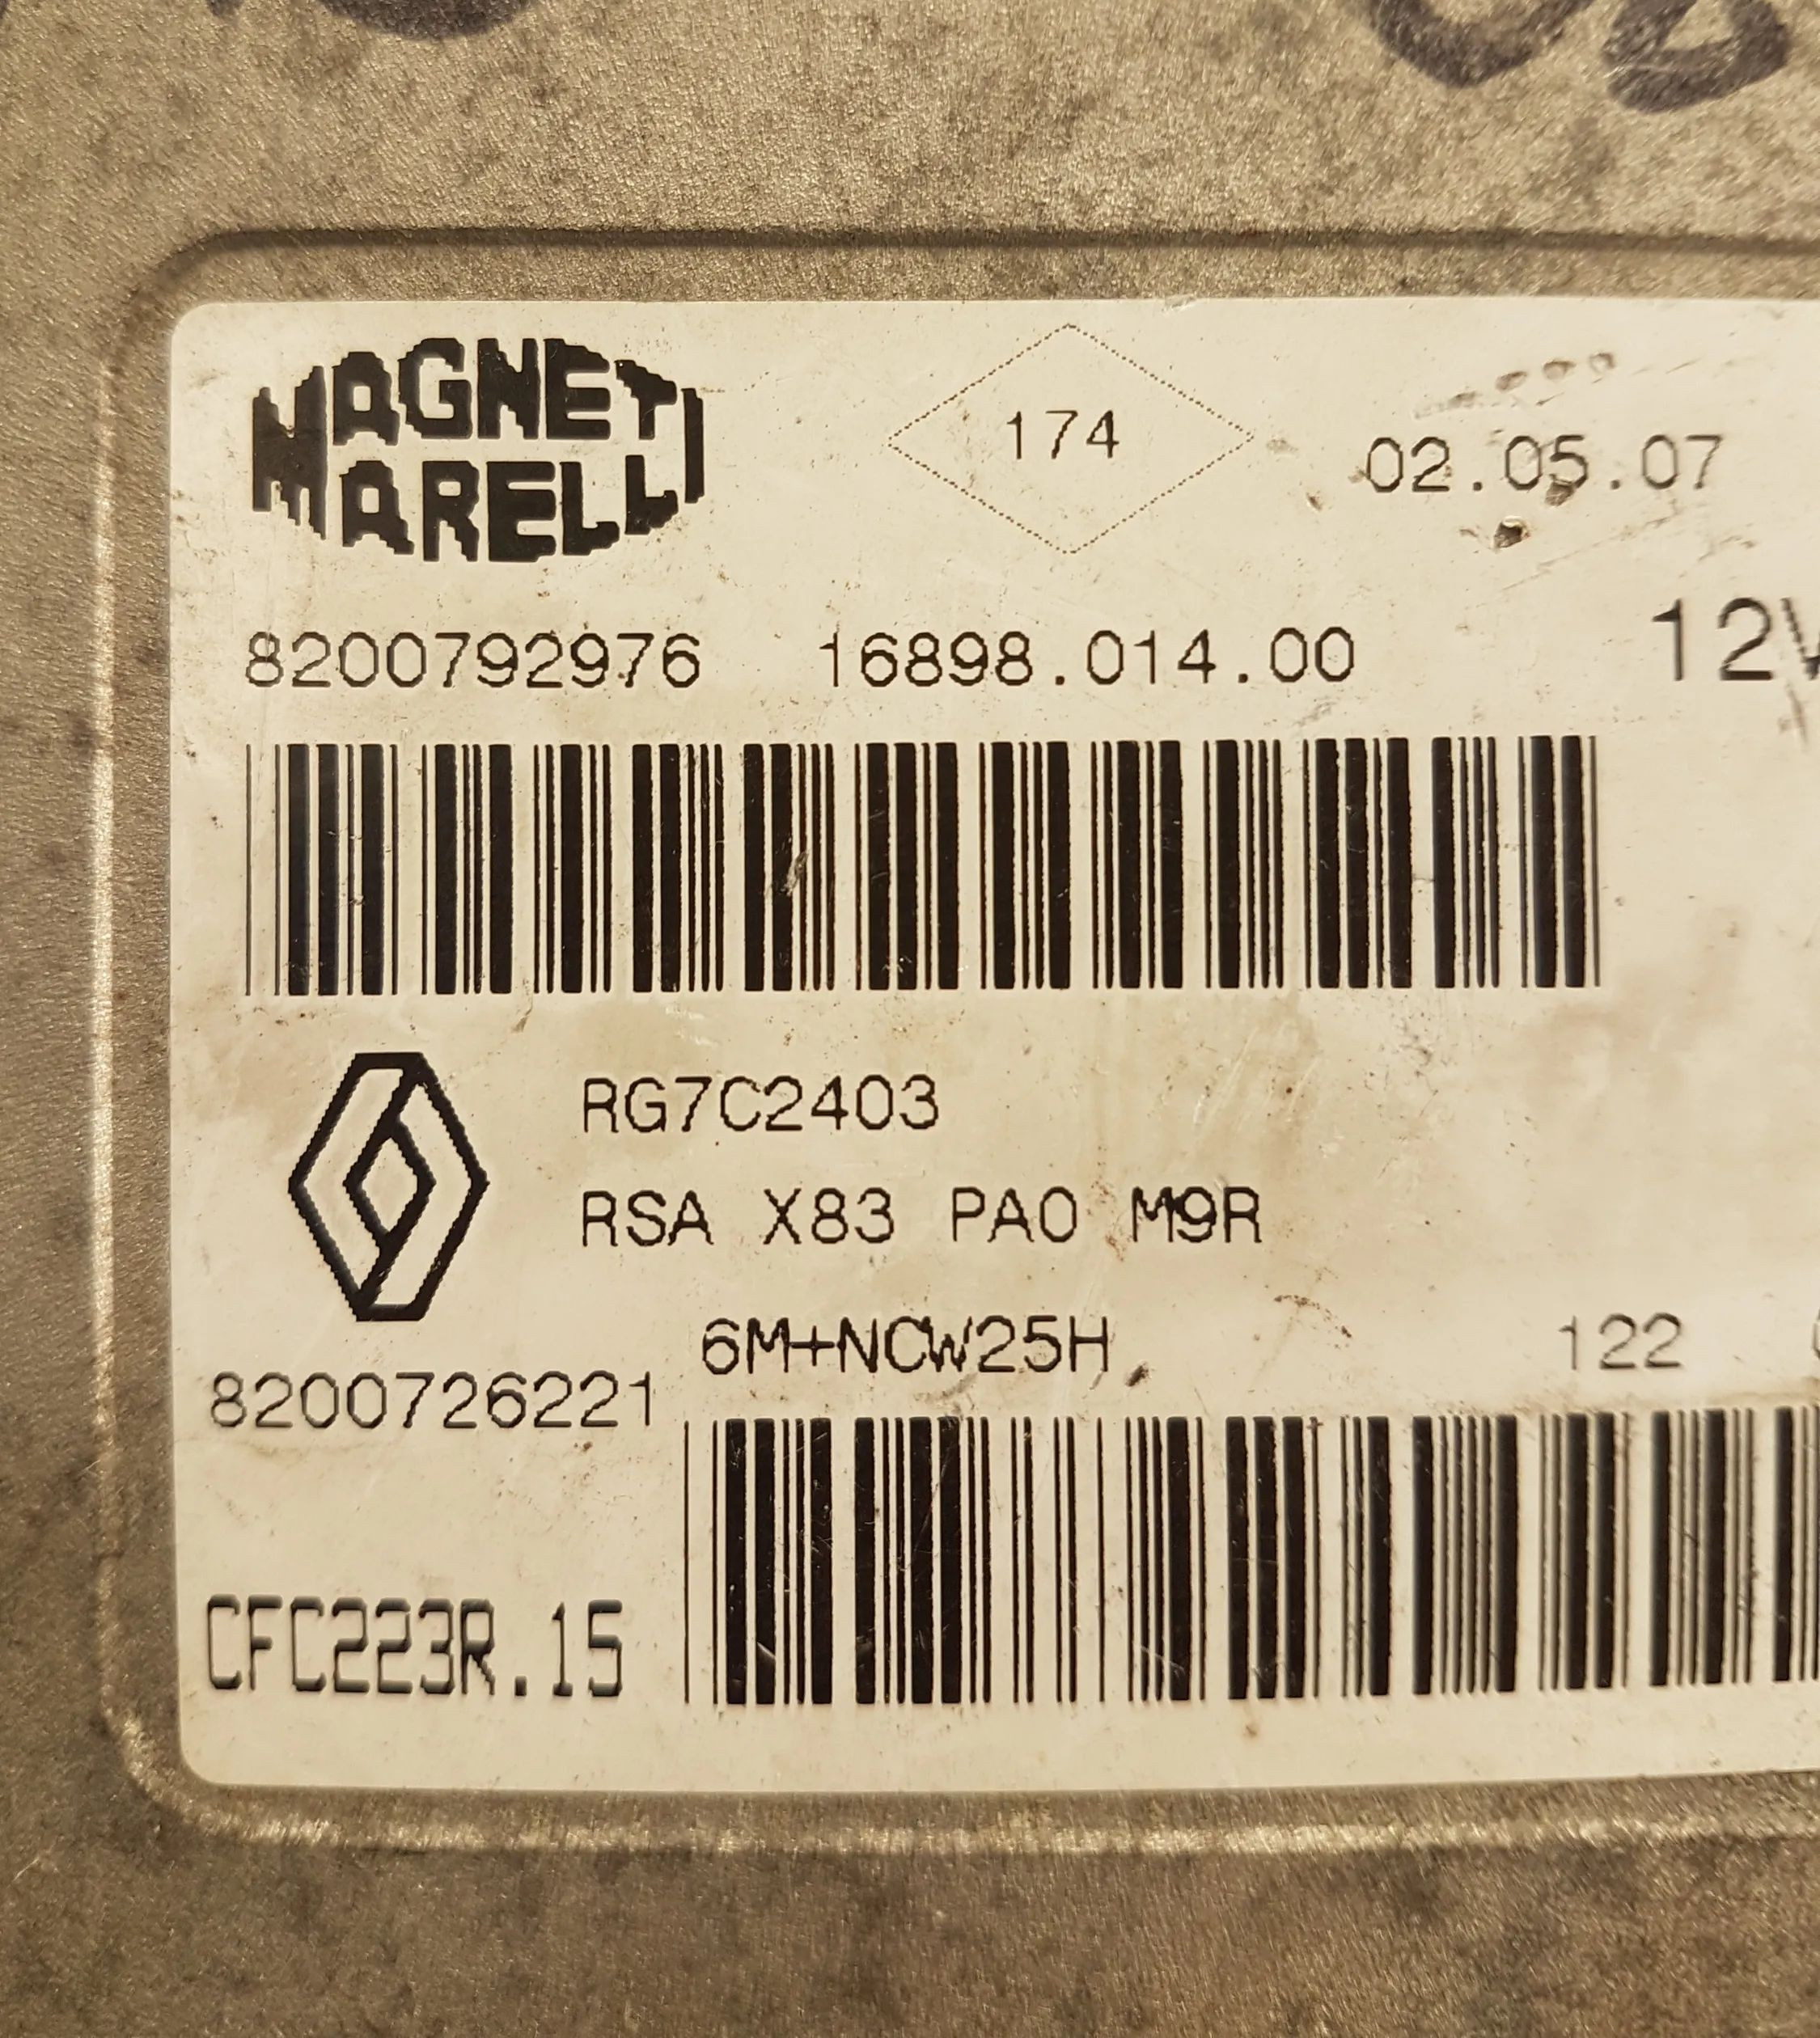 MAGNETI
MARELLI
174
02.05.07
8200792976 16898.014.00 12V
RG7C2403
RSA X83 PA0 M9R
6M+NCW25H 122
8200726221
CFC223R.15